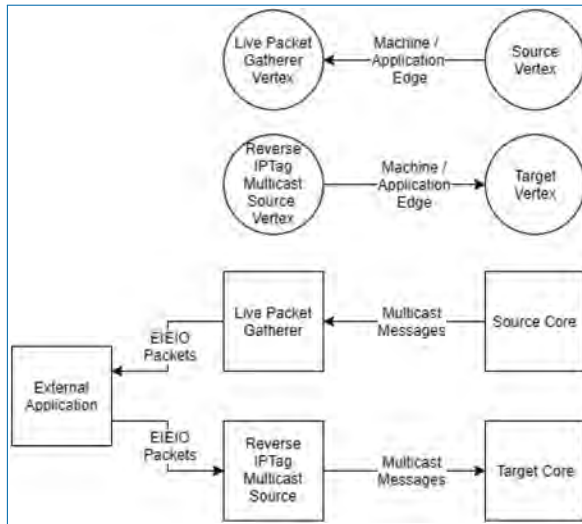 Live Packet
Gatherer
Vertex
Machine /
Application
Edge
Source
Vertex
Reverse
IPTag
Multicast
Source
Vertex
Machine /
Application
Edge
Target
Vertex
EIEIO
Packets
Live Packet
Gatherer
Multicast
Messages
Source Core
External
Application
EIEIO
Packets
Reverse
IPTag
Multicast
Source
Multicast
Messages
Target Core